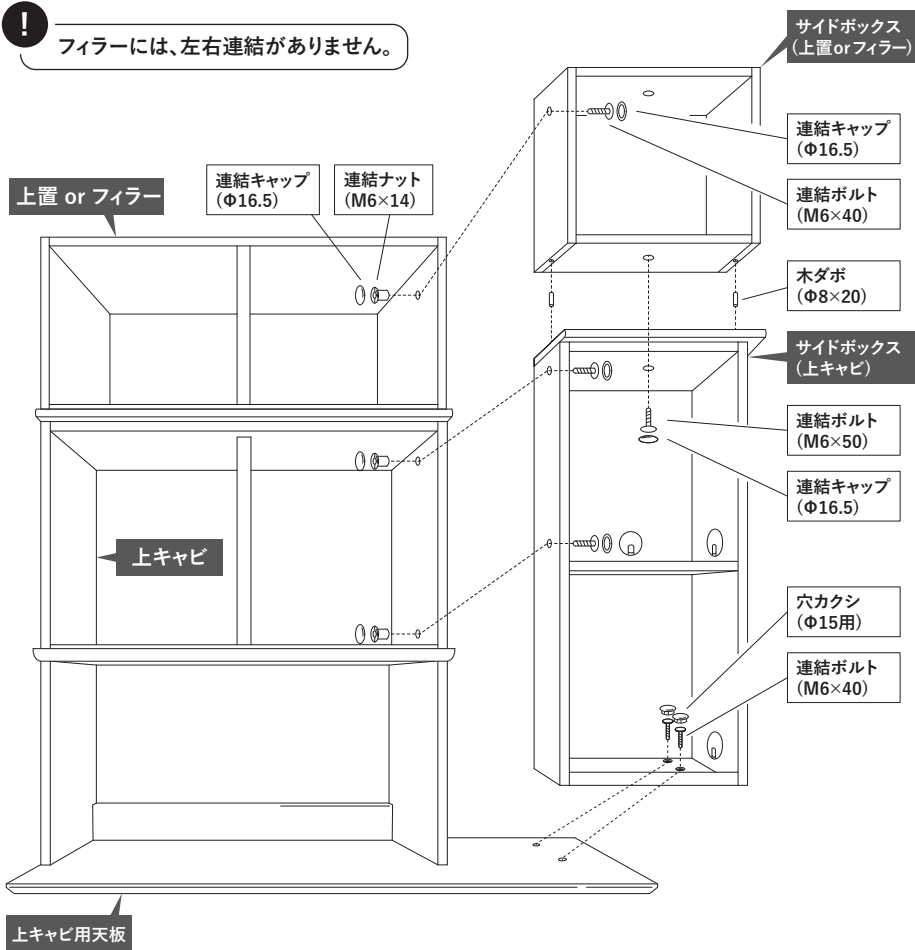 !
フィラーには、左右連結がありません。
サイドボックス
(上置orフィラー)
連結キャップ
(Φ16.5)
連結ボルト
(M6×40)
上置 or フィラー
連結キャップ
(Φ16.5)
連結ナット
(M6×14)
木ダボ
(Φ8×20)
サイドボックス
(上キャビ)
連結ボルト
(M6×50)
連結キャップ
(Φ16.5)
上キャビ
穴カクシ
(Φ15用)
連結ボルト
(M6×40)
上キャビ用天板